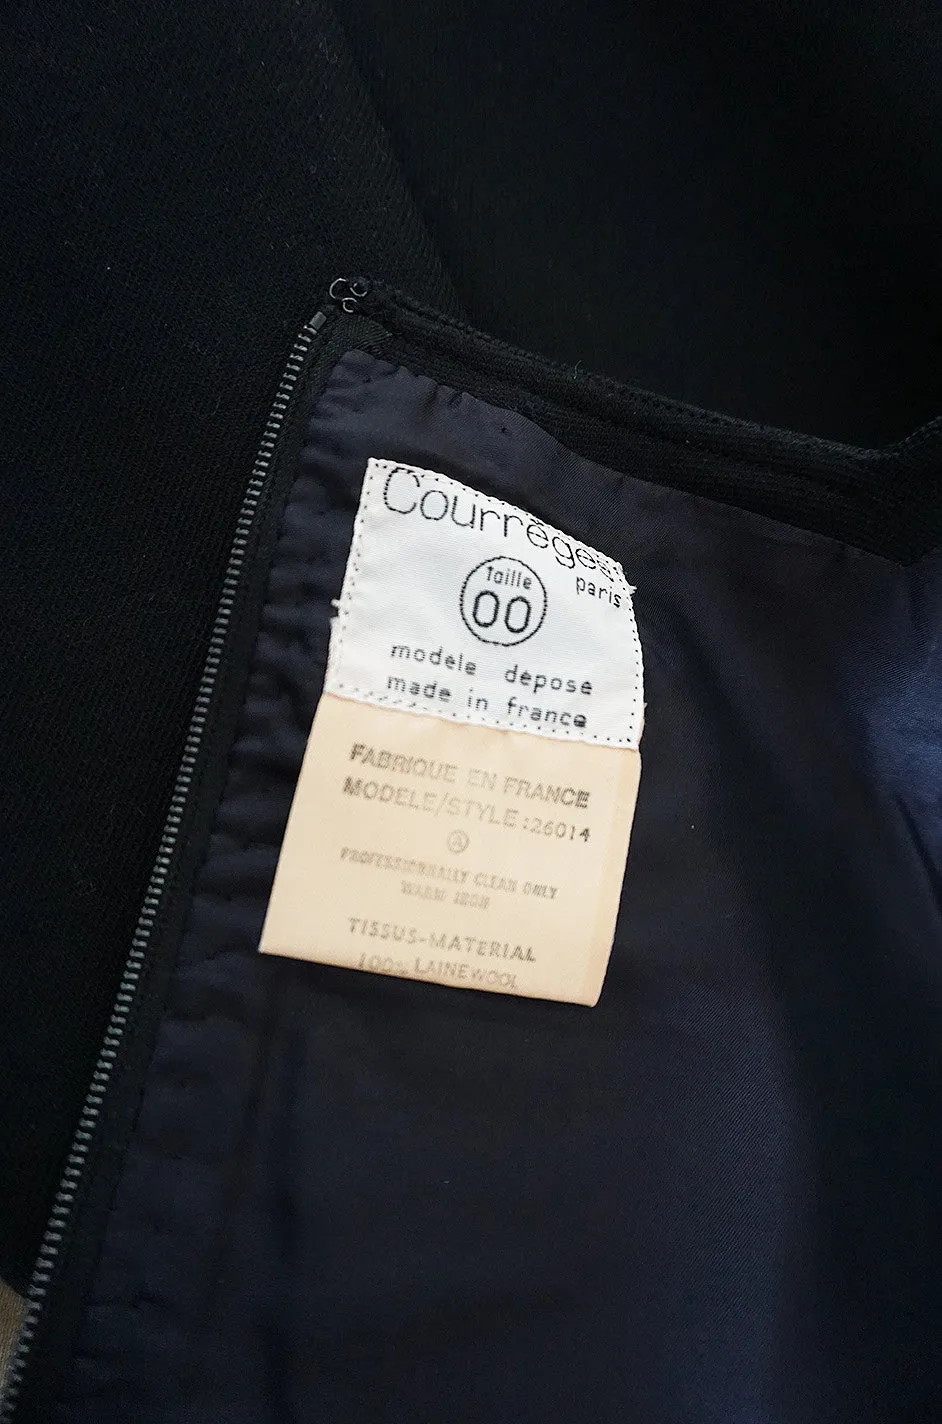 Courrèges
paris
taille
00
modele depose
made in france
FABRIQUE EN FRANCE
MODELE/STYLE:26014
A
PROFESSIONALLY CLEAN ONLY
WARM IRON
TISSUS-MATERIAL
100% LAINE WOOL